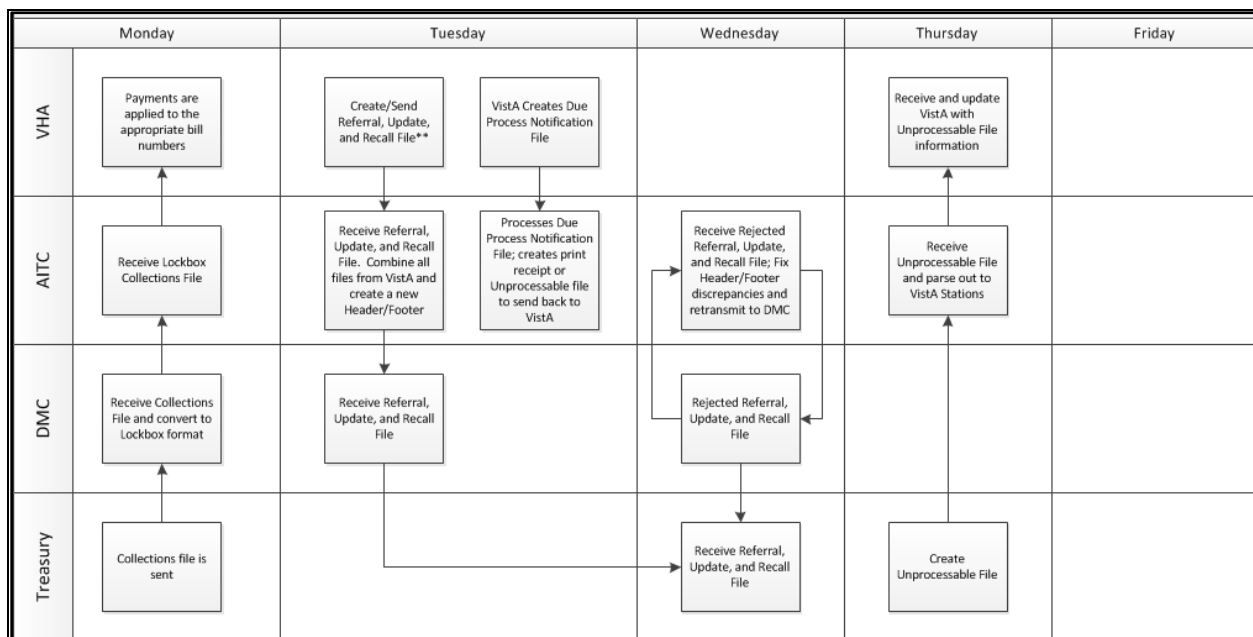 Monday
Tuesday
Wednesday
Thursday
Friday
VHA
Payments are
applied to the
appropriate bill
numbers
Create/Send
Referral, Update,
and Recall File**
VistA Creates Due
Process Notification
File
Receive and update
VistA with
Unprocessable File
information
AITC
Receive Lockbox
Collections File
Receive Referral,
Update, and Recall
File. Combine all
files from VistA and
create a new
Header/Footer
Processes Due
Process Notification
File; creates print
receipt or
Unprocessable file
to send back to
VistA
Receive Rejected
Referral, Update,
and Recall File; Fix
Header/Footer
discrepancies and
retransmit to DMC
Receive
Unprocessable File
and parse out to
VistA Stations
DMC
Receive Collections
File and convert to
Lockbox format
Receive Referral,
Update, and Recall
File
Rejected Referral,
Update, and Recall
File
Treasury
Collections file is
sent
Receive Referral,
Update, and Recall
File
Create
Unprocessable File